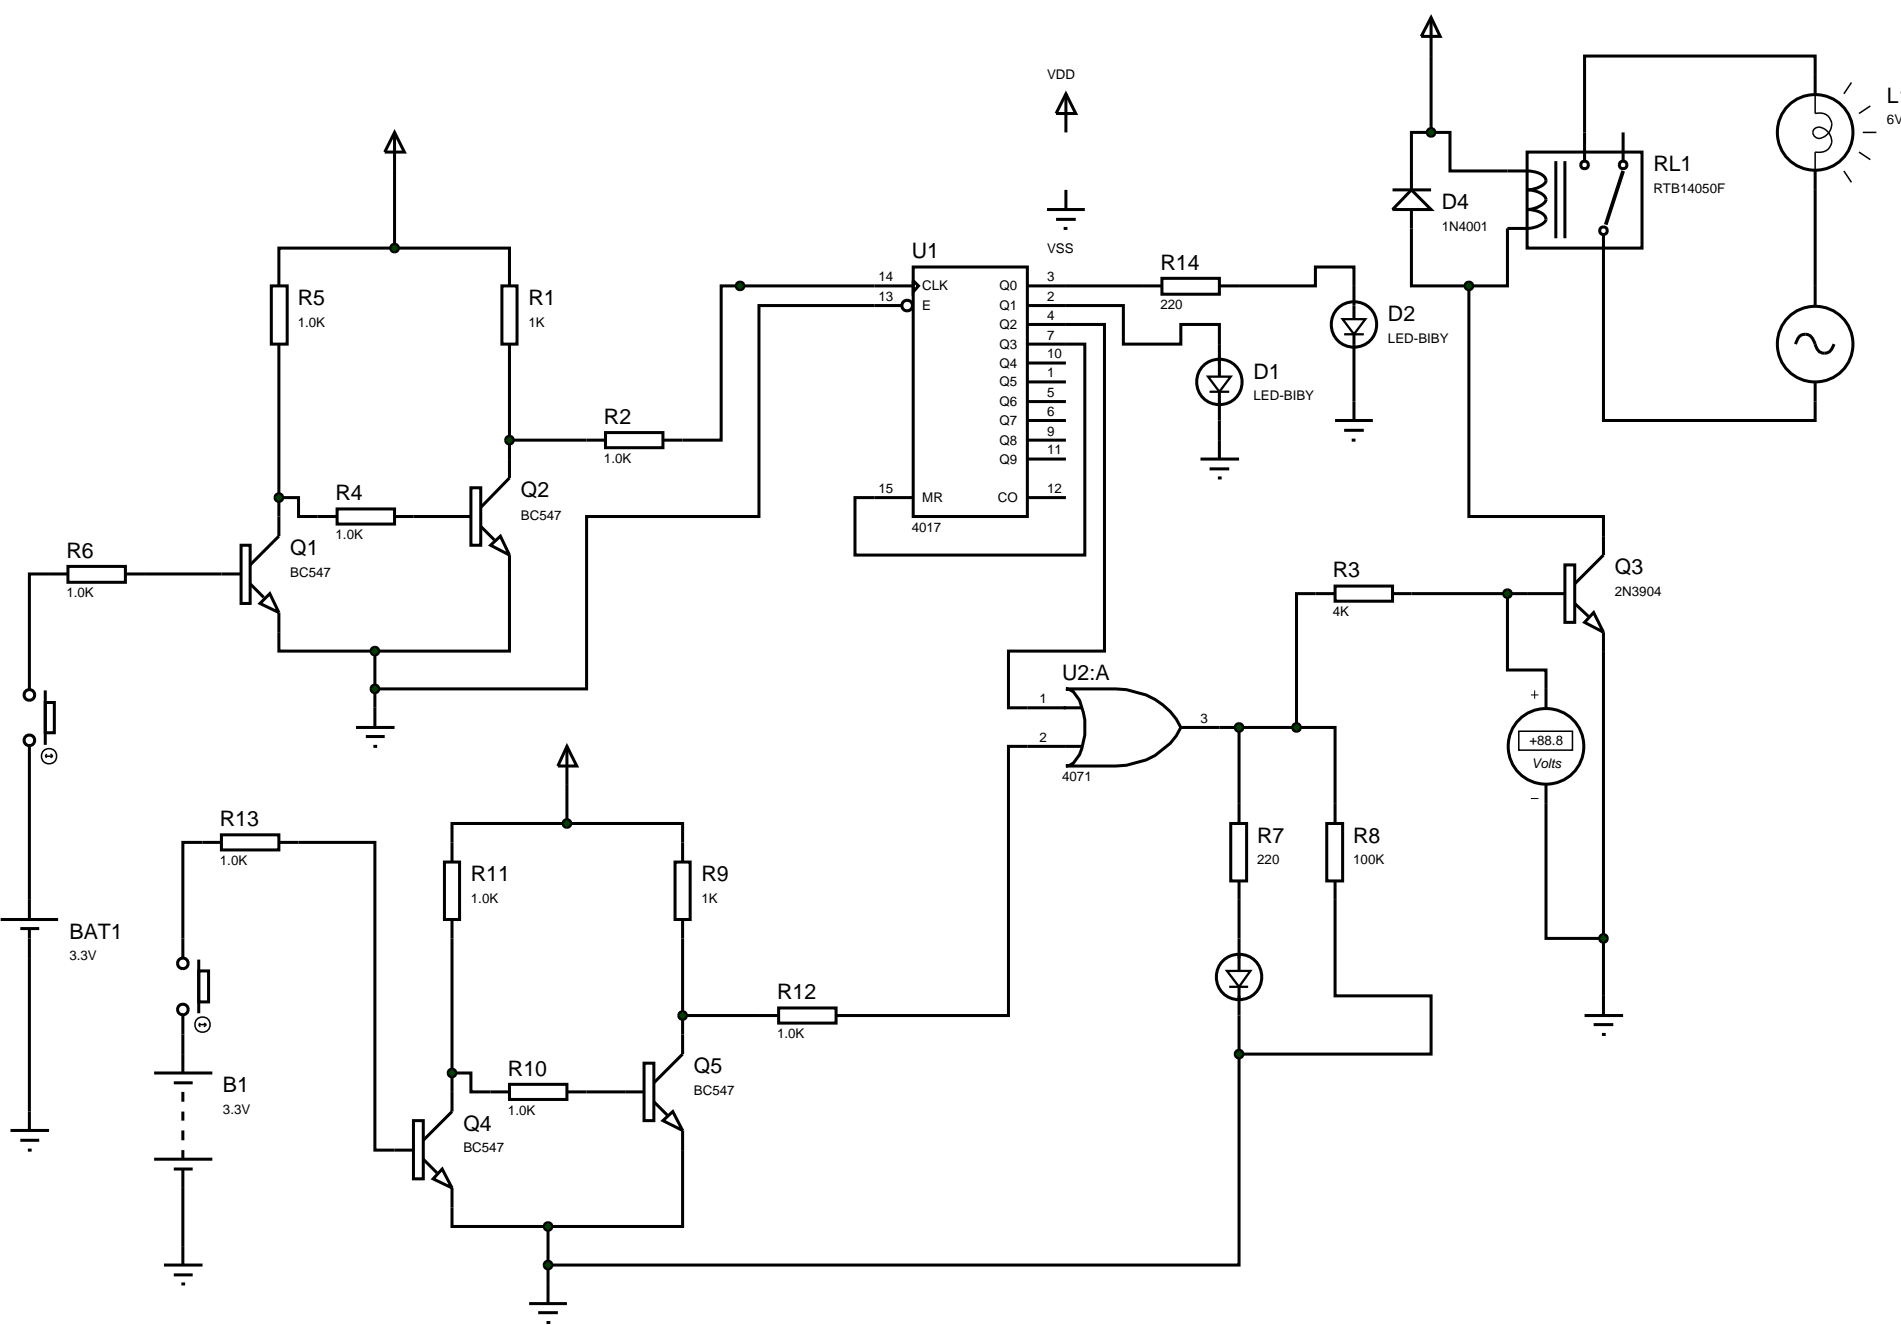 VDD
VSS
L
6V
RL1
RTB14050F
D4
1N4001
R5
1.0K
R1
1K
U1
14
CLK
13
E
15
MR
4017
Q0
3
Q1
2
Q2
4
Q3
7
Q4
10
Q5
1
Q6
5
Q7
6
Q8
9
Q9
11
CO
12
R14
220
D2
LED-BIBY
D1
LED-BIBY
R2
1.0K
R4
1.0K
Q2
BC547
Q1
BC547
R6
1.0K
R3
4K
Q3
2N3904
U2:A
1
2
3
4071
+
+88.8
Volts
−
R13
1.0K
R11
1.0K
R9
1K
R7
220
R8
100K
BAT1
3.3V
R12
1.0K
R10
1.0K
Q5
BC547
B1
3.3V
Q4
BC547